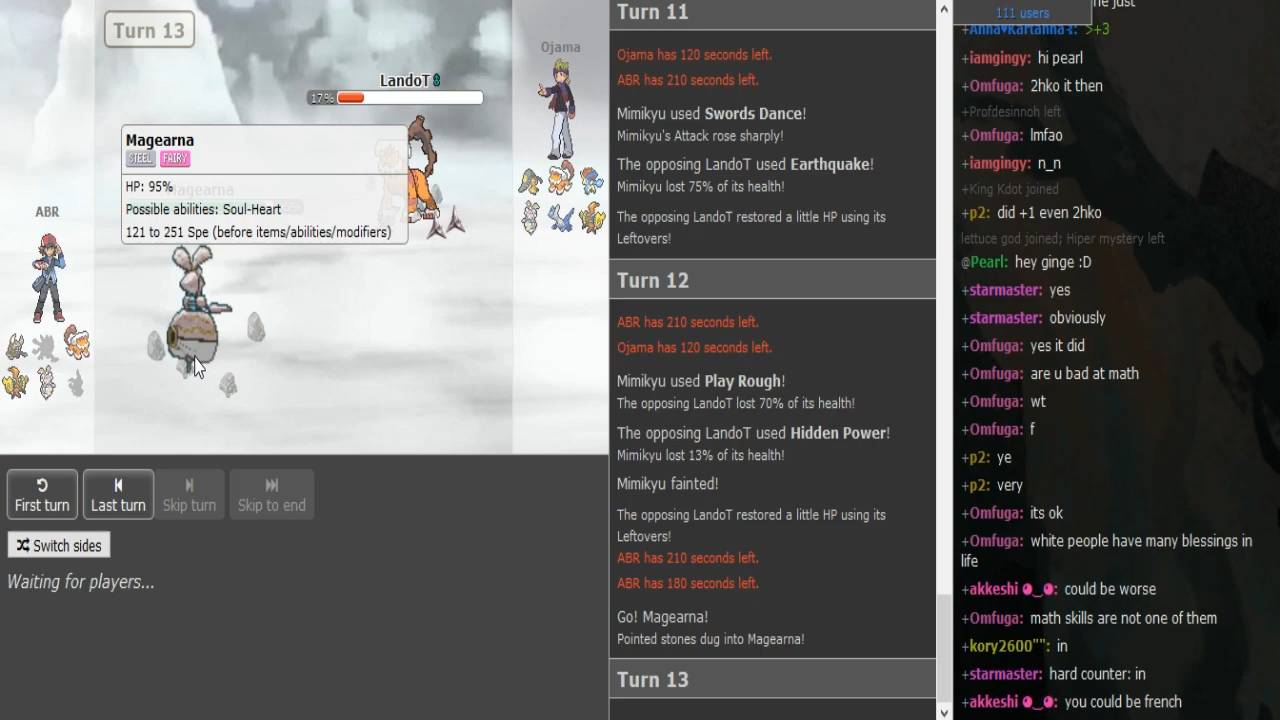 Turn 13
Ojama
LandoT
17%
Magearna
STEEL FAIRY
HP: 95%
Magearna
Possible abilities: Soul-Heart
121 to 251 Spe (before items/abilities/modifiers)
ABR
First turn
Last turn
Skip turn
Skip to end
Switch sides
Waiting for players...
Turn 11
Ojama has 120 seconds left.
ABR has 210 seconds left.
Mimikyu used Swords Dance!
Mimikyu's Attack rose sharply!
The opposing LandoT used Earthquake!
Mimikyu lost 75% of its health!
The opposing LandoT restored a little HP using its
Leftovers!
Turn 12
ABR has 210 seconds left.
Ojama has 120 seconds left.
Mimikyu used Play Rough!
The opposing LandoT lost 70% of its health!
The opposing LandoT used Hidden Power!
Mimikyu lost 13% of its health!
Mimikyu fainted!
The opposing LandoT restored a little HP using its
Leftovers!
ABR has 210 seconds left.
ABR has 180 seconds left.
Go! Magearna!
Pointed stones dug into Magearna!
Turn 13
he just
111 users
+Anna♥Kartanna: >+3
+iamgingy: hi pearl
+Omfuga: 2hko it then
+Profdesinnoh left
+Omfuga: lmfao
+iamgingy: n_n
+King Kdot joined
+p2: did +1 even 2hko
lettuce god joined; Hiper mystery left
@Pearl: hey ginge :D
+starmaster: yes
+starmaster: obviously
+Omfuga: yes it did
+Omfuga: are u bad at math
+Omfuga: wt
+Omfuga: f
+p2: ye
+p2: very
+Omfuga: its ok
+Omfuga: white people have many blessings in
life
+akkeshi ◕‿◕: could be worse
+Omfuga: math skills are not one of them
+kory2600"": in
+starmaster: hard counter: in
+akkeshi ◕‿◕: you could be french